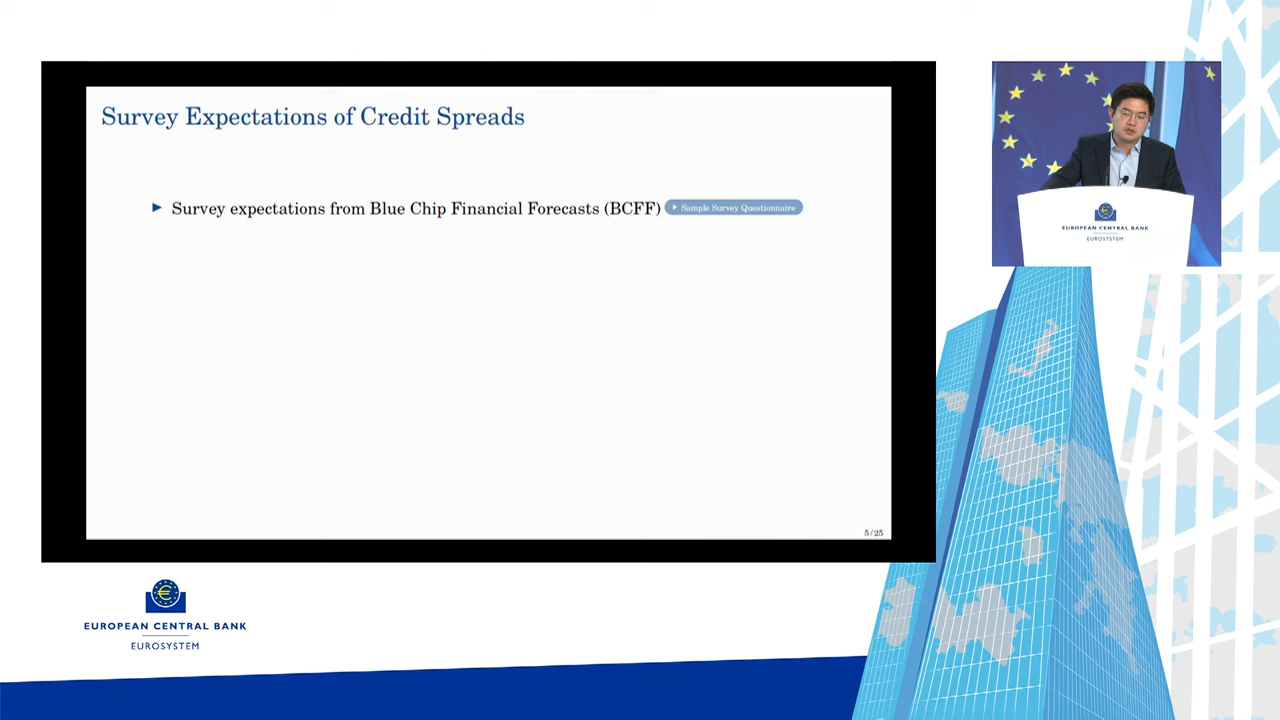 Survey Expectations of Credit Spreads
► Survey expectations from Blue Chip Financial Forecasts (BCFF) ► Sample Survey Questionnaire
5 / 25
EUROPEAN CENTRAL BANK
EUROSYSTEM
EUROPEAN CENTRAL BANK
EUROSYSTEM